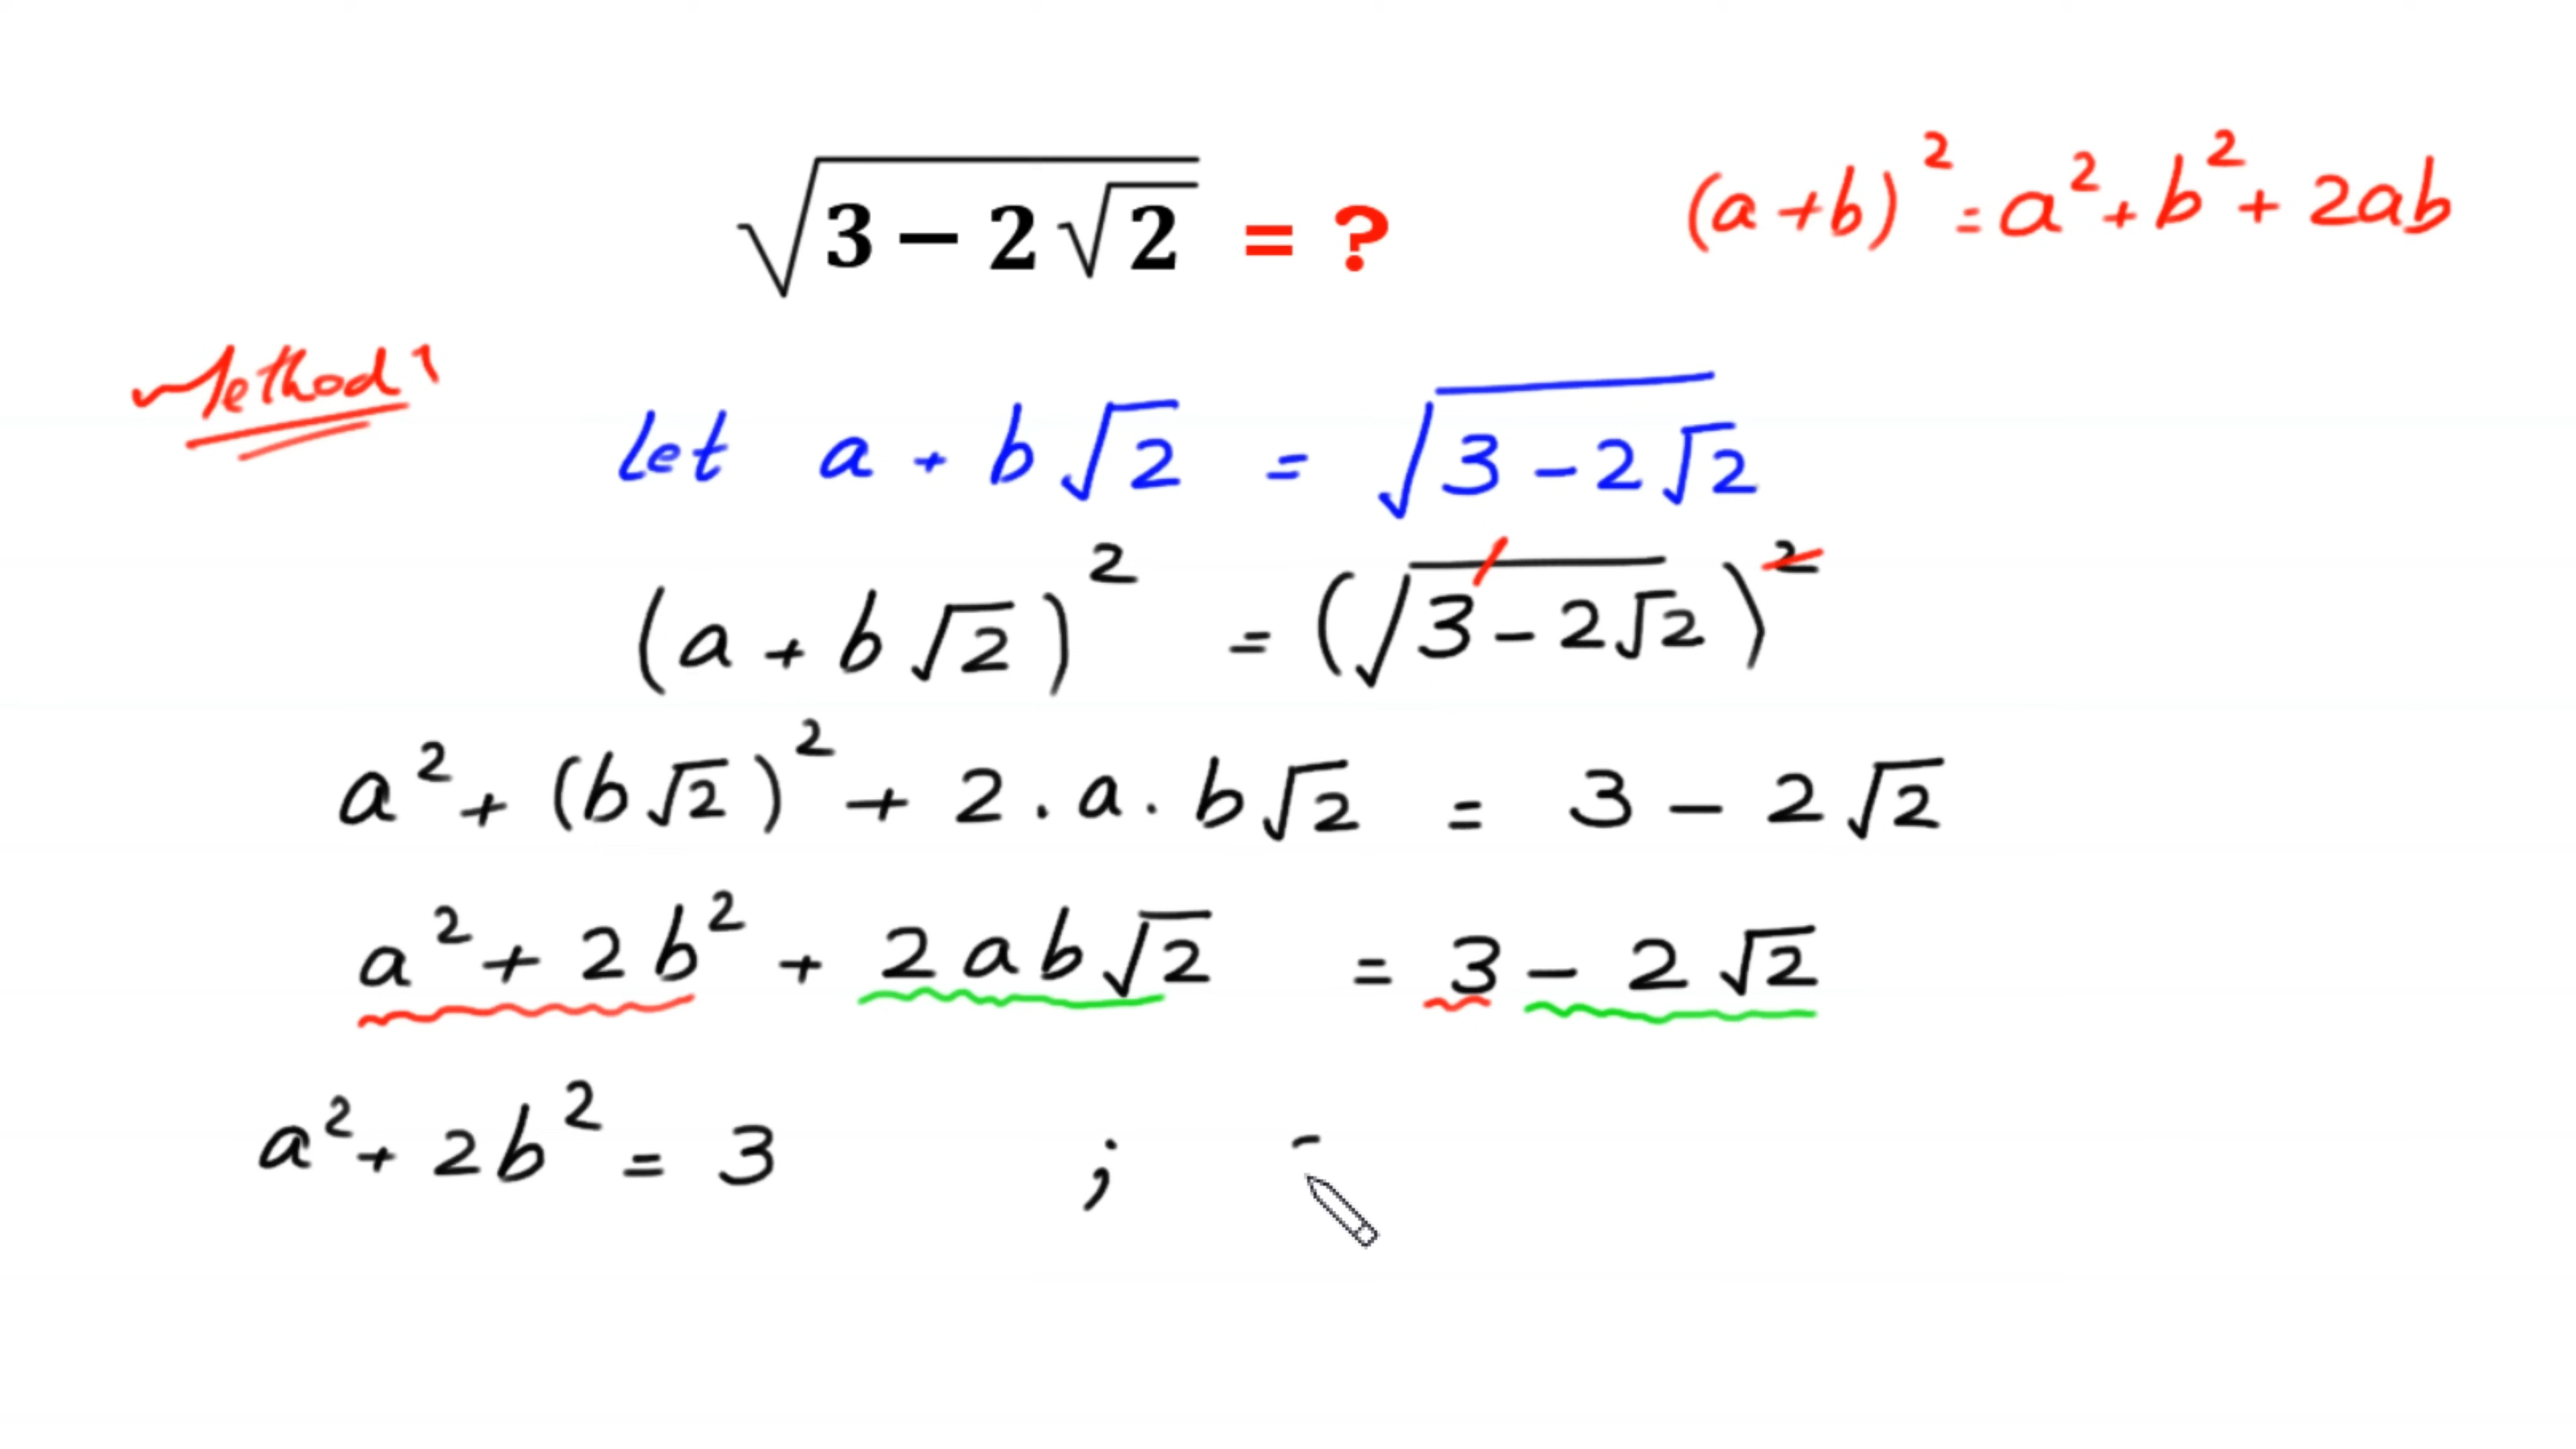 √(3 − 2√2) = ?
(a + b)² = a² + b² + 2ab
Method 1
let a + b√2 = √(3 − 2√2)
(a + b√2)² = (√(3 − 2√2))²
a² + (b√2)² + 2 · a · b√2 = 3 − 2√2
a² + 2b² + 2ab√2 = 3 − 2√2
a² + 2b² = 3 ;